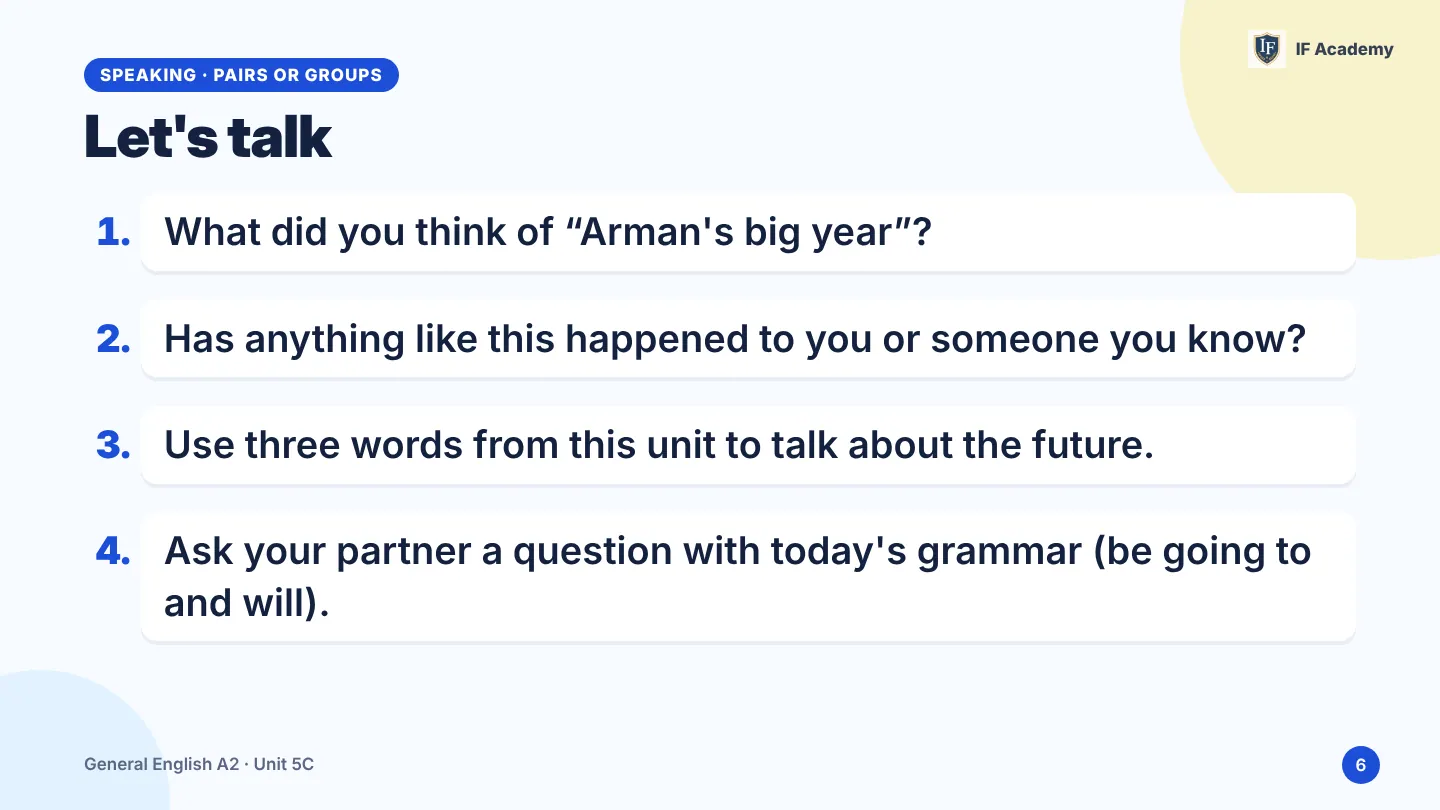 IF Academy
SPEAKING · PAIRS OR GROUPS
Let's talk
1. What did you think of “Arman's big year”?
2. Has anything like this happened to you or someone you know?
3. Use three words from this unit to talk about the future.
4. Ask your partner a question with today's grammar (be going to
and will).
General English A2 · Unit 5C
6